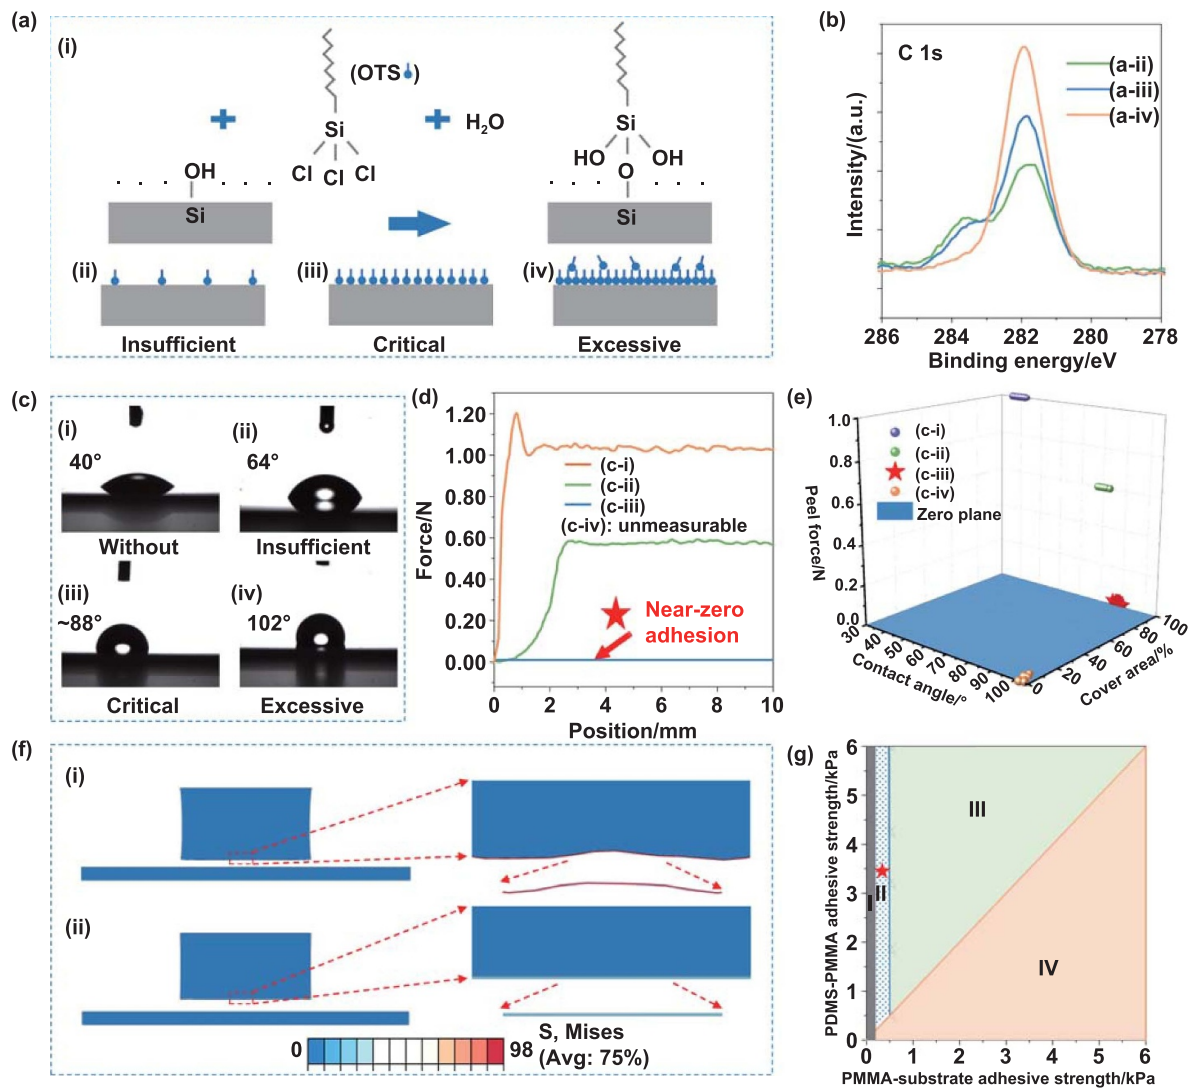 (a)
(i)
(OTS)
Si
Cl Cl Cl
H₂O
OH
Si
Si
HO OH
O
Si
(ii)
(iii)
(iv)
Insufficient
Critical
Excessive
(b)
C 1s
(a-ii)
(a-iii)
(a-iv)
Intensity/(a.u.)
286 284 282 280 278
Binding energy/eV
(c)
(i)
40°
Without
(ii)
64°
Insufficient
(iii)
~88°
Critical
(iv)
102°
Excessive
(d)
Force/N
1.20
1.00
0.80
0.60
0.40
0.20
0.00
(c-i)
(c-ii)
(c-iii)
(c-iv): unmeasurable
Near-zero
adhesion
0 2 4 6 8 10
Position/mm
(e)
Peel force/N
1.0
0.8
0.6
0.4
0.2
0.0
(c-i)
(c-ii)
(c-iii)
(c-iv)
Zero plane
30 40 50 60 70 80 90 100
Contact angle/°
0 20 40 60 80 100
Cover area/%
(f)
(i)
(ii)
0
98
S, Mises
(Avg: 75%)
(g)
PDMS-PMMA adhesive strength/kPa
6
5
4
3
2
1
0
I
II
III
IV
0 1 2 3 4 5 6
PMMA-substrate adhesive strength/kPa